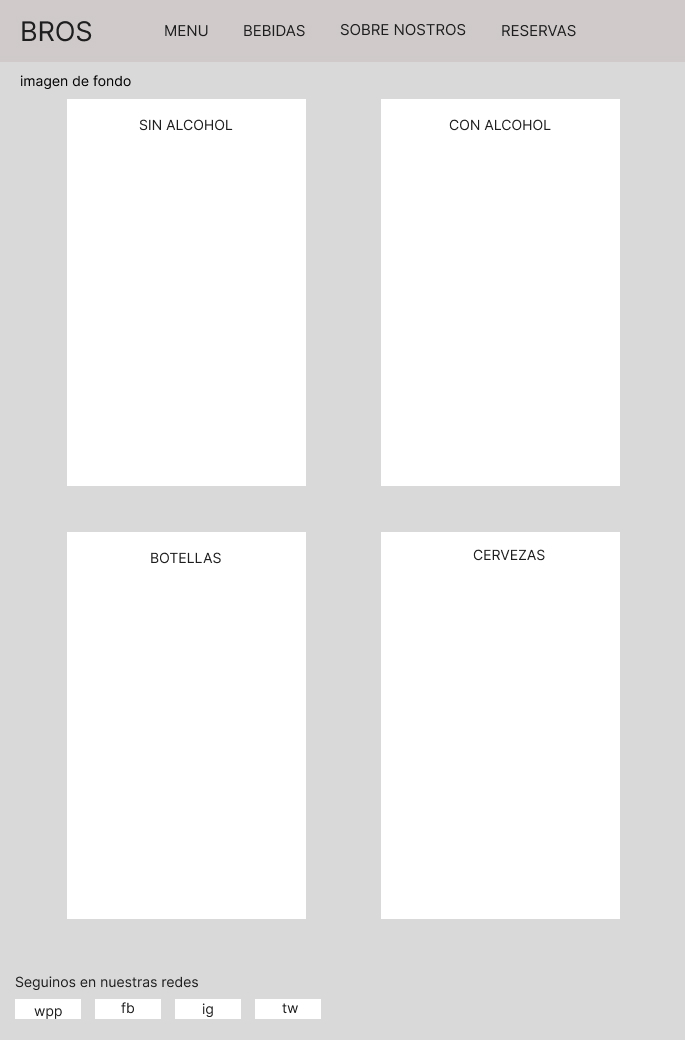 BROS
MENU
BEBIDAS
SOBRE NOSTROS
RESERVAS
imagen de fondo
SIN ALCOHOL
CON ALCOHOL
BOTELLAS
CERVEZAS
Seguinos en nuestras redes
wpp
fb
ig
tw